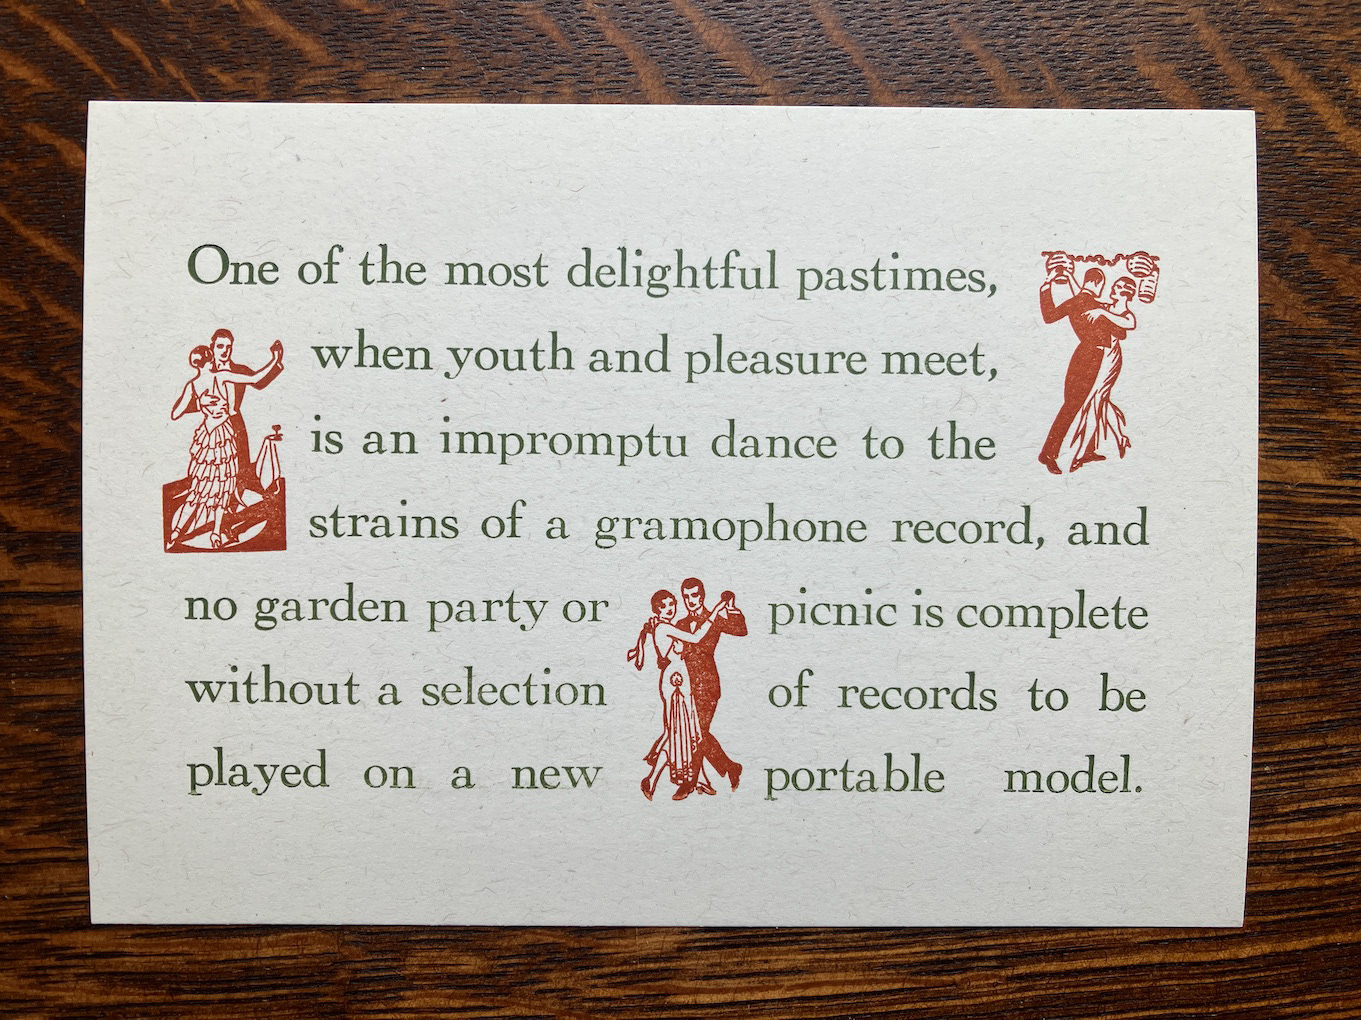 One of the most delightful pastimes,
when youth and pleasure meet,
is an impromptu dance to the
strains of a gramophone record, and
no garden party or picnic is complete
without a selection of records to be
played on a new portable model.